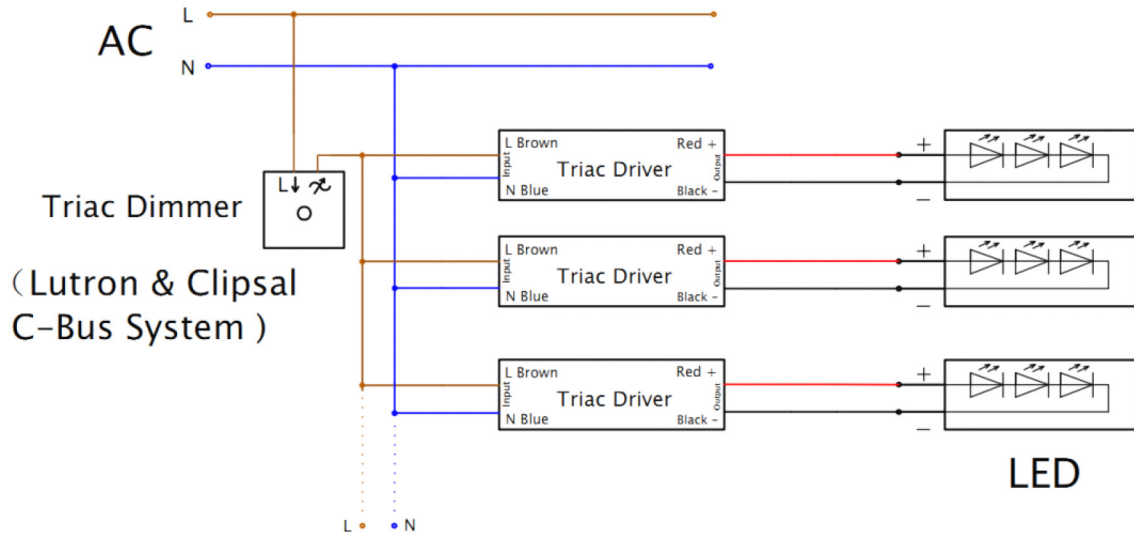 L
AC
N
L Brown
Red +
Input
Triac Driver
Output
N Blue
Black -
+
−
L
Triac Dimmer
（Lutron & Clipsal
C-Bus System )
L Brown
Red +
Input
Triac Driver
Output
N Blue
Black -
+
−
L Brown
Red +
Input
Triac Driver
Output
N Blue
Black -
+
−
LED
L
N